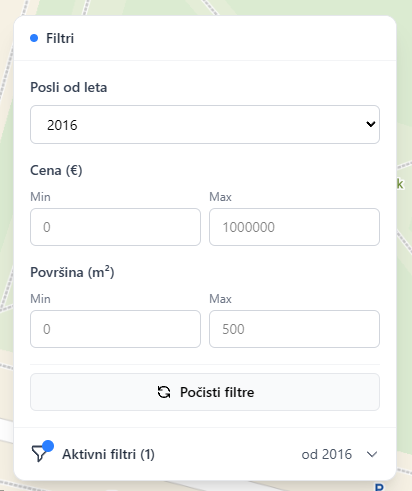 Filtri
Posli od leta
2016
Cena (€)
Min Max
0 1000000
Površina (m²)
Min Max
0 500
Počisti filtre
Aktivni filtri (1) od 2016
k
P